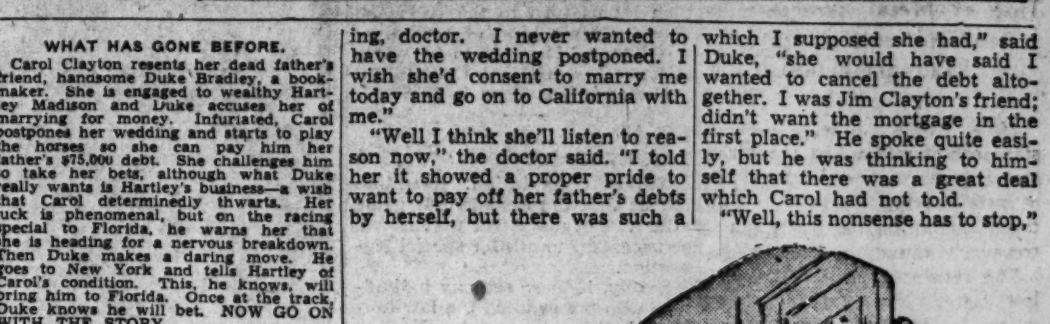 WHAT HAS GONE BEFORE.
Carol Clayton resents her dead father's
friend, handsome Duke Bradley, a book-
maker. She is engaged to wealthy Hart-
ley Madison and Duke accuses her of
marrying for money. Infuriated, Carol
postpones her wedding and starts to play
the horses so she can pay him her
father's $75,000 debt. She challenges him
to take her bets, although what Duke
really wants is Hartley's business—a wish
that Carol determinedly thwarts. Her
luck is phenomenal, but on the racing
special to Florida, he warns her that
she is heading for a nervous breakdown.
Then Duke makes a daring move. He
goes to New York and tells Hartley of
Carol's condition. This, he knows, will
bring him to Florida. Once at the track,
Duke knows he will bet. NOW GO ON
WITH THE STORY
ing, doctor. I never wanted to
have the wedding postponed. I
wish she'd consent to marry me
today and go on to California with
me."
"Well I think she'll listen to rea-
son now," the doctor said. "I told
her it showed a proper pride to
want to pay off her father's debts
by herself, but there was such a
which I supposed she had," said
Duke, "she would have said I
wanted to cancel the debt alto-
gether. I was Jim Clayton's friend;
didn't want the mortgage in the
first place." He spoke quite easi-
ly, but he was thinking to him-
self that there was a great deal
which Carol had not told.
"Well, this nonsense has to stop,"